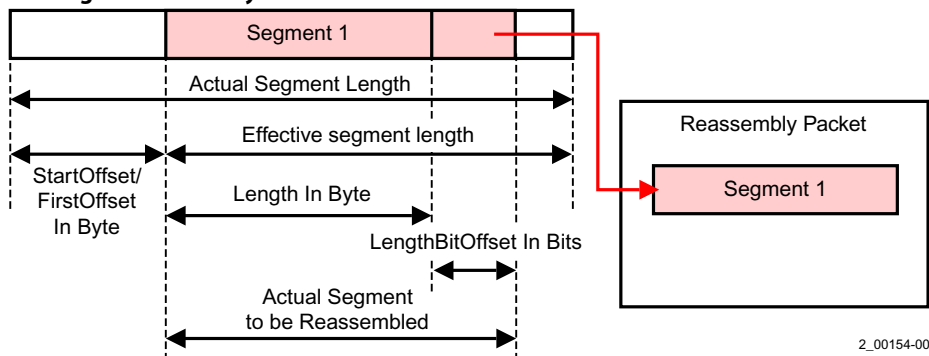 Segment 1
Actual Segment Length
Effective segment length
StartOffset/
FirstOffset
In Byte
Length In Byte
LengthBitOffset In Bits
Actual Segment
to be Reassembled
Reassembly Packet
Segment 1
2_00154-00